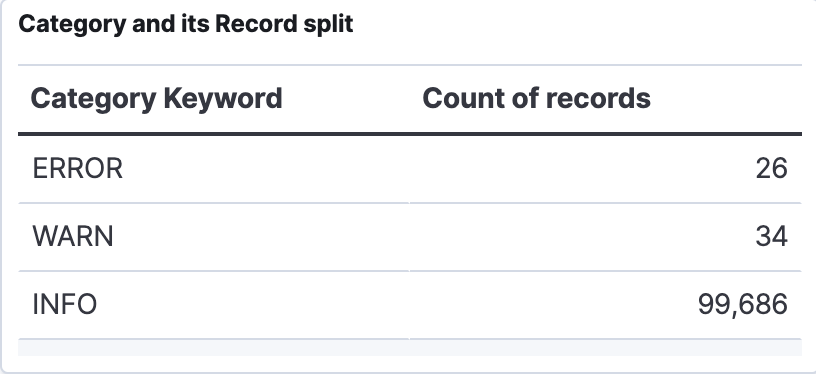 Category and its Record split
Category Keyword Count of records
ERROR 26
WARN 34
INFO 99,686